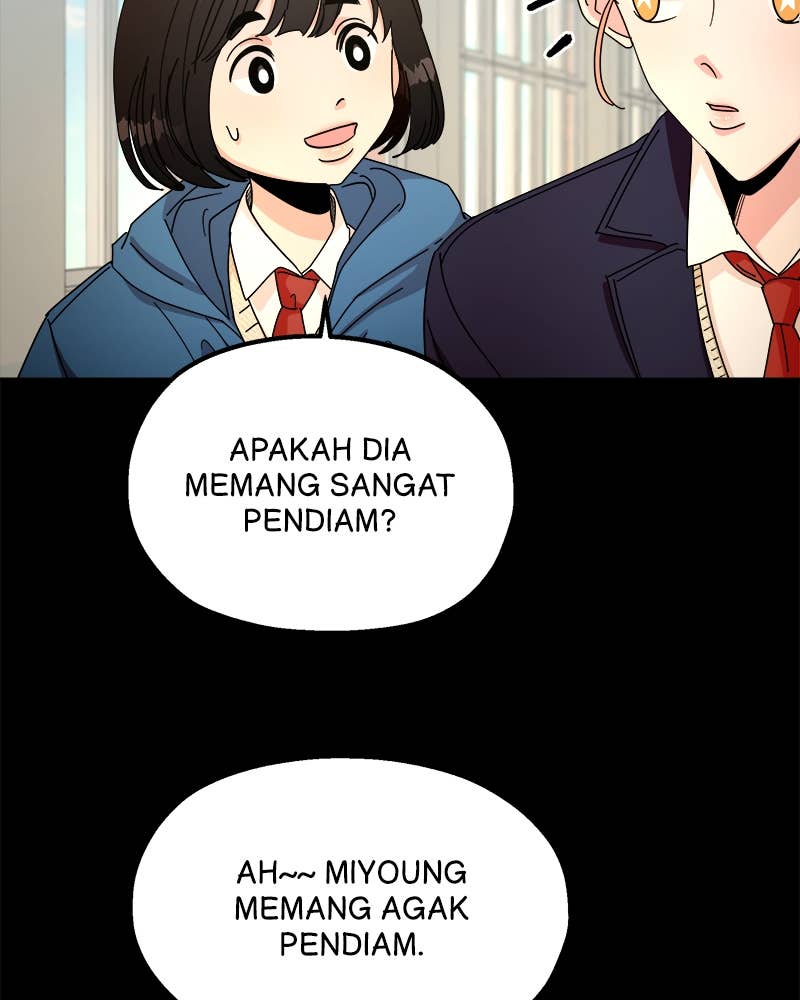 APAKAH DIA
MEMANG SANGAT
PENDIAM?
AH~~ MIYOUNG
MEMANG AGAK
PENDIAM.